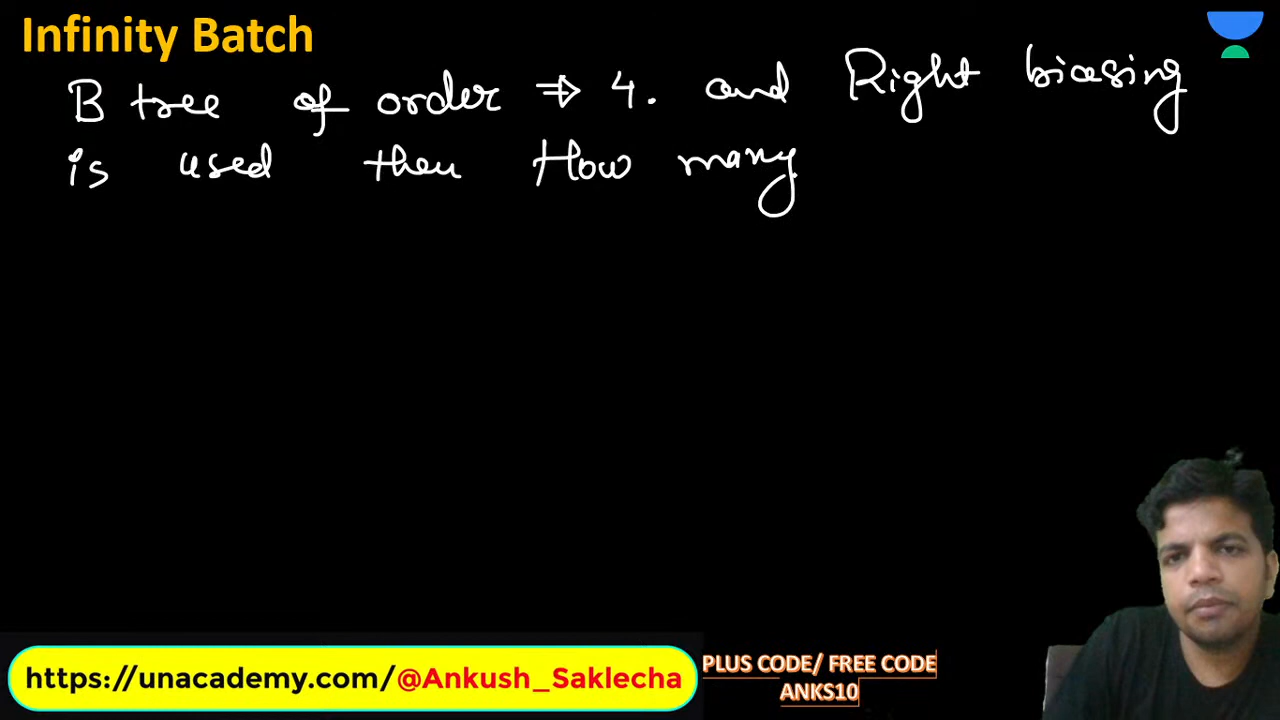 Infinity Batch
B tree of order ⇒ 4. and Right biasing
is used then How many
https://unacademy.com/@Ankush_Saklecha
PLUS CODE/ FREE CODE
ANKS10